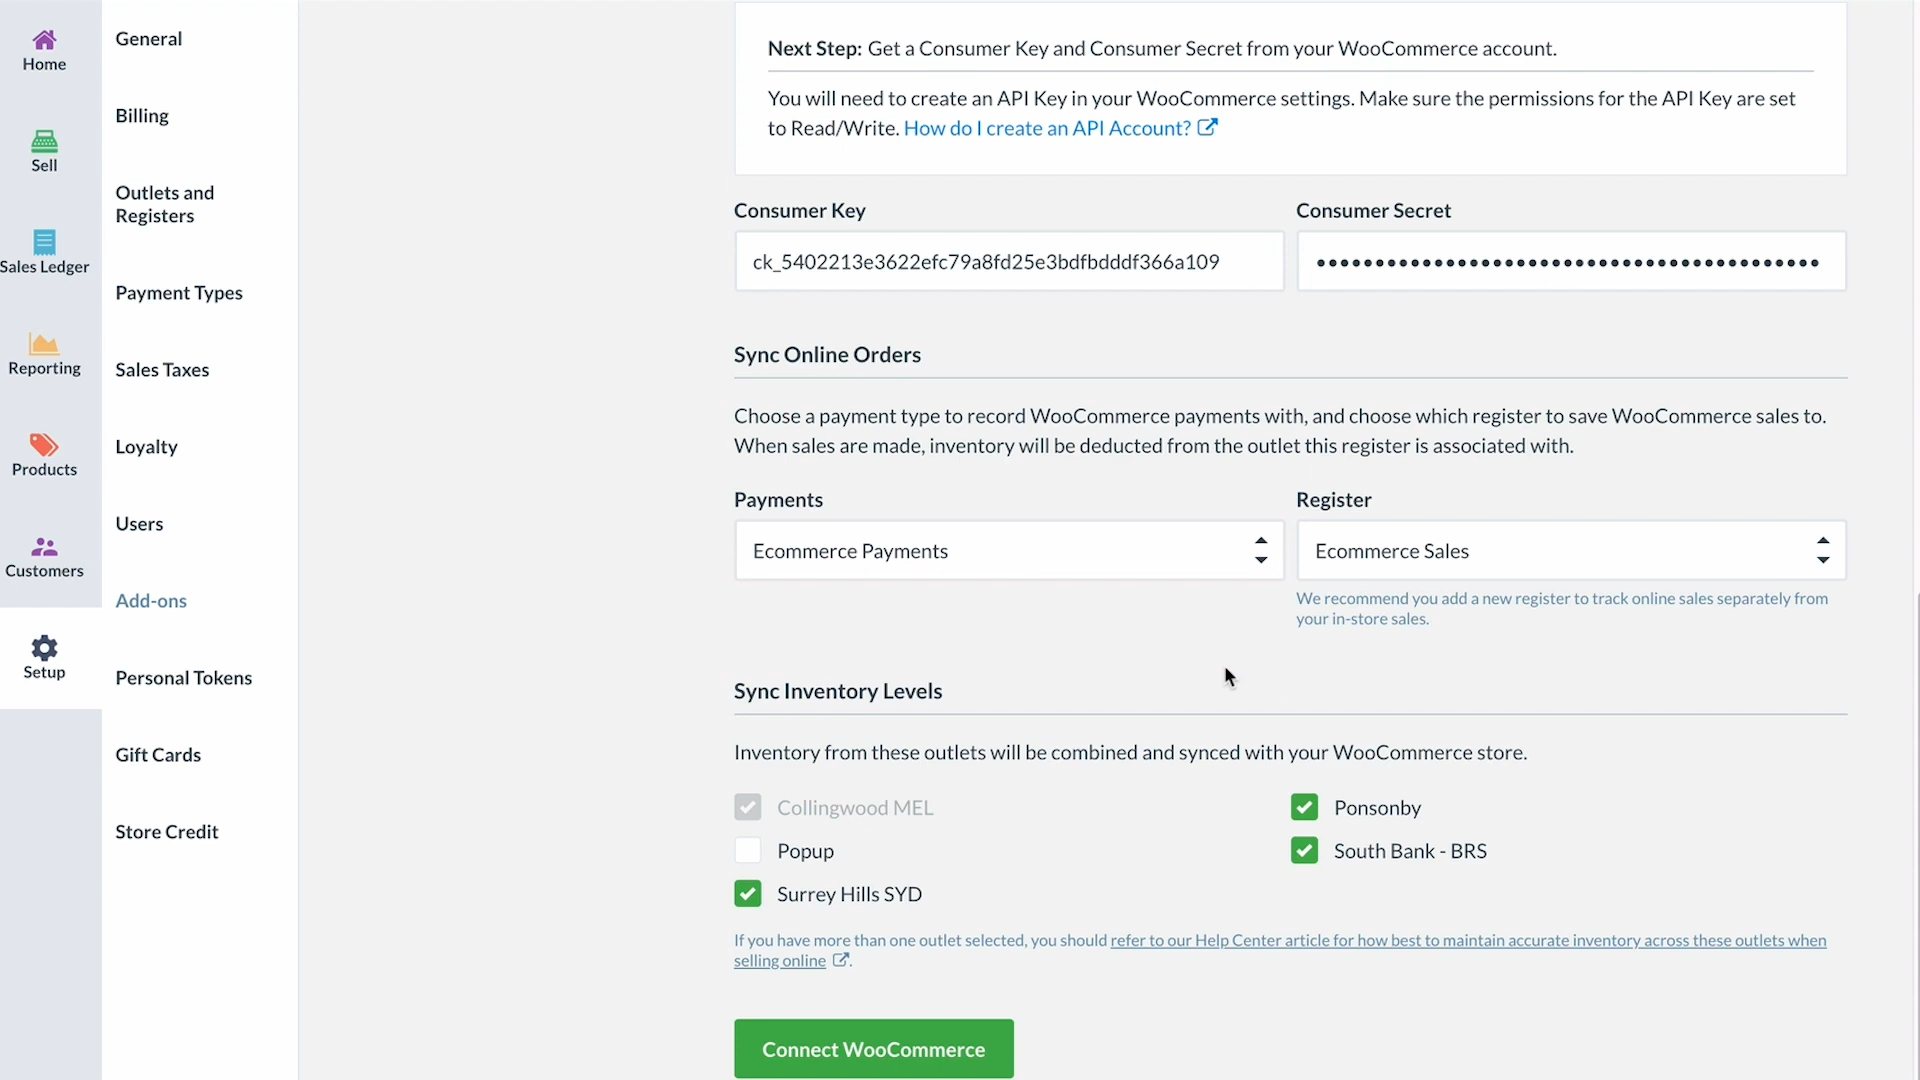 Home
Sell
Sales Ledger
Reporting
Products
Customers
Setup
General
Billing
Outlets and
Registers
Payment Types
Sales Taxes
Loyalty
Users
Add-ons
Personal Tokens
Gift Cards
Store Credit
Next Step: Get a Consumer Key and Consumer Secret from your WooCommerce account.
You will need to create an API Key in your WooCommerce settings. Make sure the permissions for the API Key are set
to Read/Write. How do I create an API Account?
Consumer Key
Consumer Secret
ck_5402213e3622efc79a8fd25e3bdfbdddf366a109
Sync Online Orders
Choose a payment type to record WooCommerce payments with, and choose which register to save WooCommerce sales to.
When sales are made, inventory will be deducted from the outlet this register is associated with.
Payments
Register
Ecommerce Payments
Ecommerce Sales
We recommend you add a new register to track online sales separately from
your in-store sales.
Sync Inventory Levels
Inventory from these outlets will be combined and synced with your WooCommerce store.
Collingwood MEL
Ponsonby
Popup
South Bank - BRS
Surrey Hills SYD
If you have more than one outlet selected, you should refer to our Help Center article for how best to maintain accurate inventory across these outlets when
selling online.
Connect WooCommerce